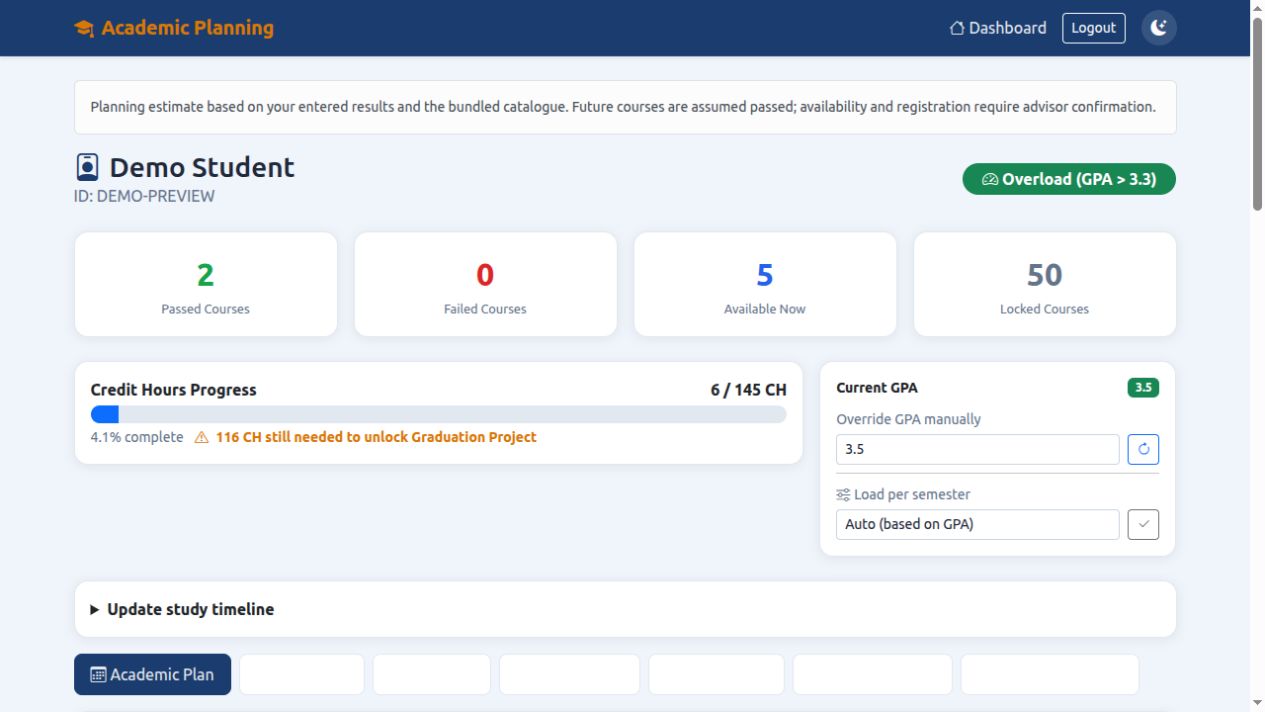 Academic Planning
Dashboard
Logout
Planning estimate based on your entered results and the bundled catalogue. Future courses are assumed passed; availability and registration require advisor confirmation.
Demo Student
ID: DEMO-PREVIEW
Overload (GPA > 3.3)
2
Passed Courses
0
Failed Courses
5
Available Now
50
Locked Courses
Credit Hours Progress
6 / 145 CH
4.1% complete
116 CH still needed to unlock Graduation Project
Current GPA
3.5
Override GPA manually
3.5
Load per semester
Auto (based on GPA)
Update study timeline
Academic Plan